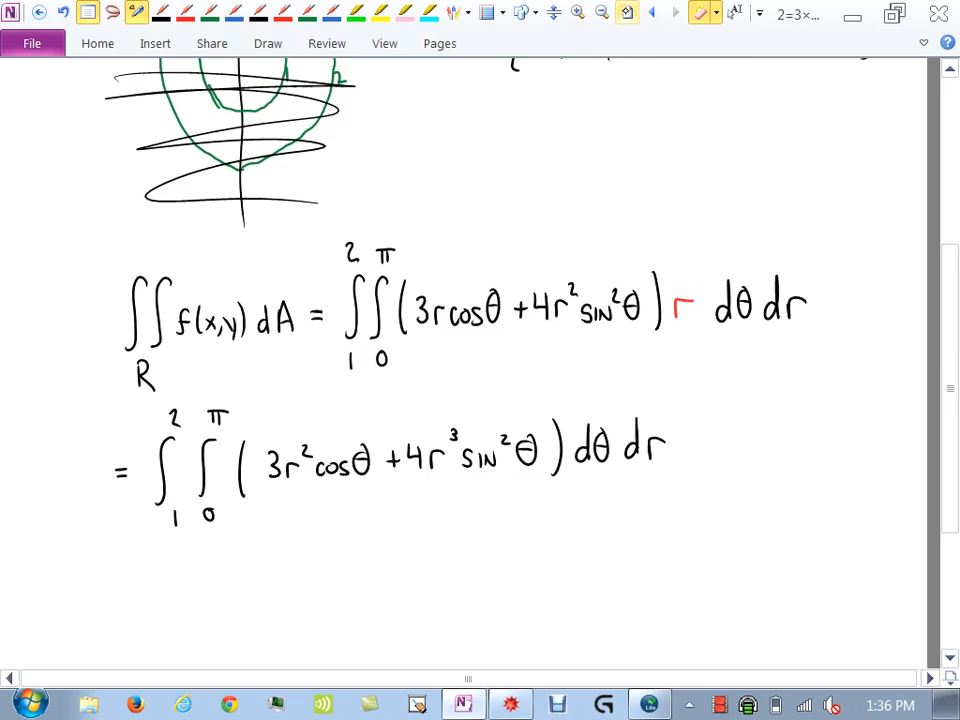 2=3×...
File Home Insert Share Draw Review View Pages
2
∬_R f(x,y) dA = ∫_1^2 ∫_0^π (3r cosθ + 4r² sin²θ) r dθ dr
= ∫_1^2 ∫_0^π (3r² cosθ + 4r³ sin²θ) dθ dr
1:36 PM